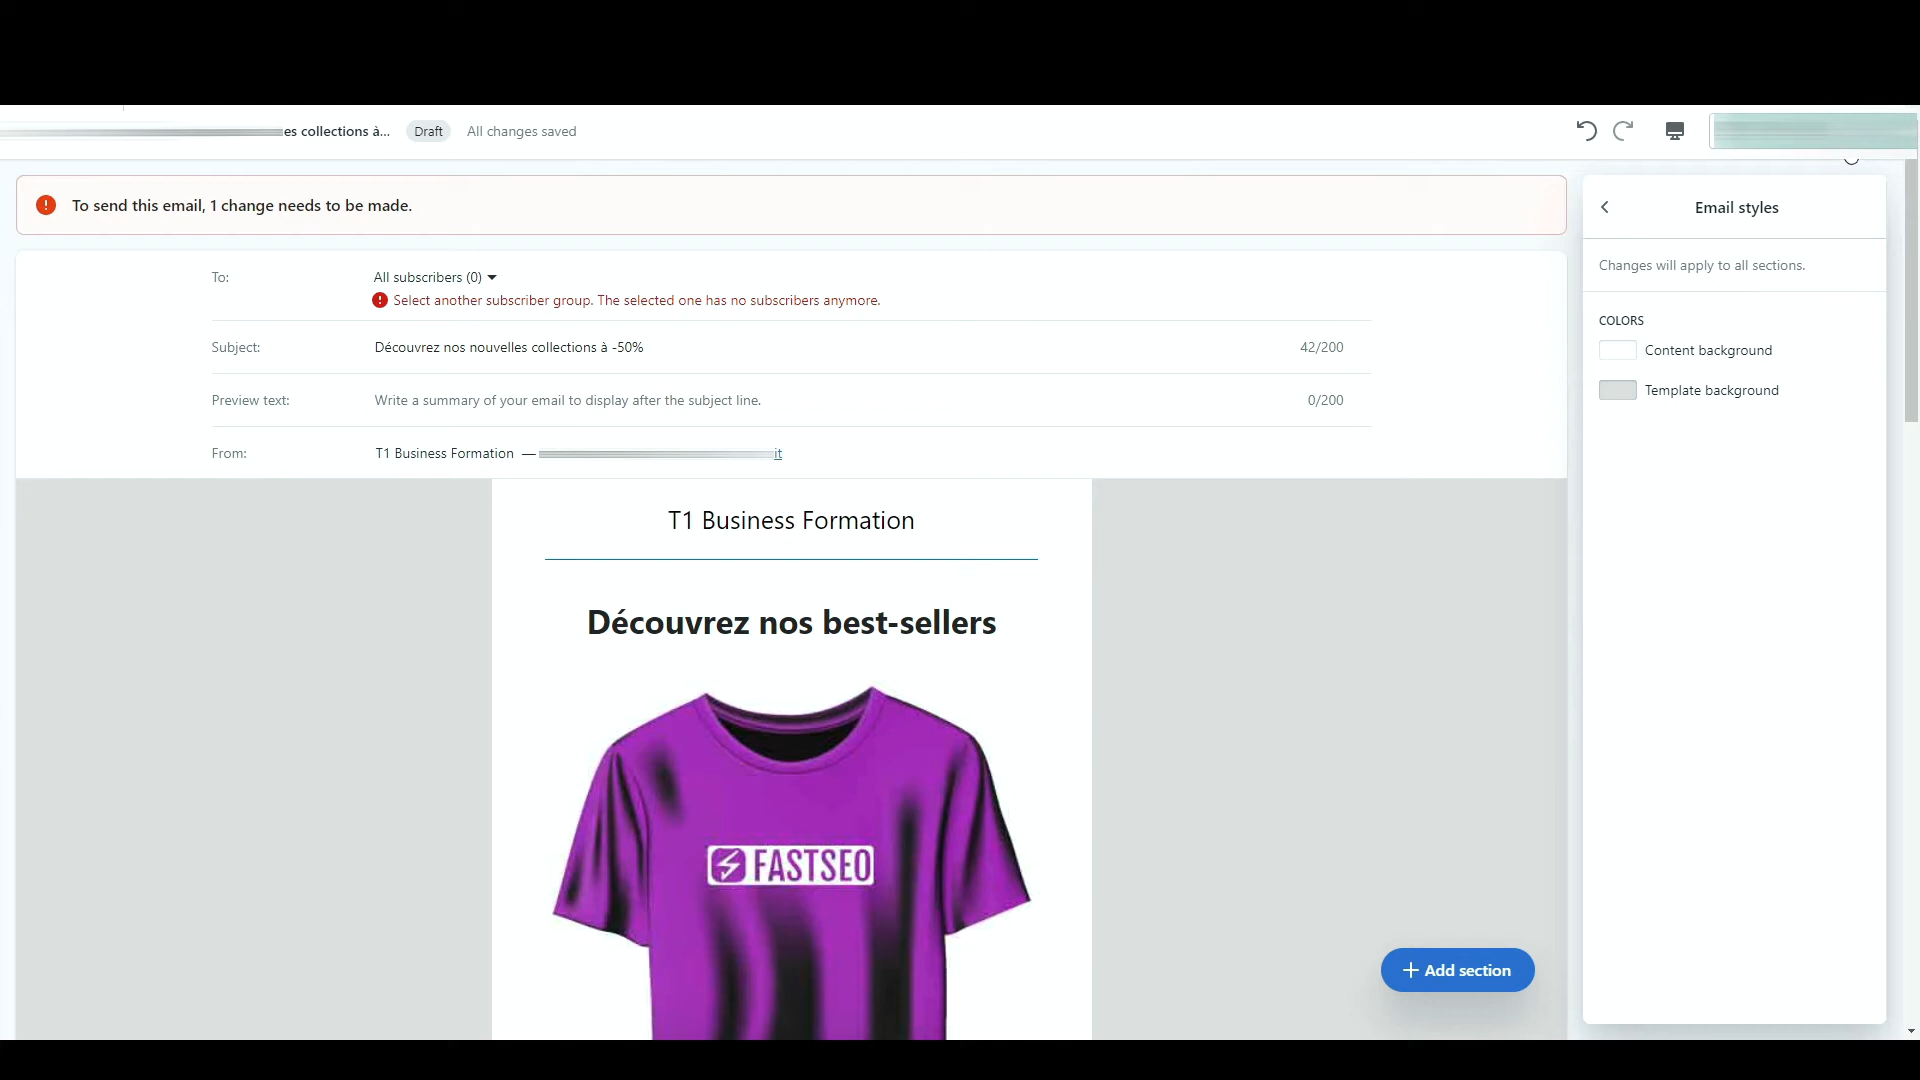 es collections à...
Draft
All changes saved
To send this email, 1 change needs to be made.
Email styles
Changes will apply to all sections.
COLORS
Content background
Template background
To:
All subscribers (0)
Select another subscriber group. The selected one has no subscribers anymore.
Subject:
Découvrez nos nouvelles collections à -50%
42/200
Preview text:
Write a summary of your email to display after the subject line.
0/200
From:
T1 Business Formation —
it
T1 Business Formation
Découvrez nos best-sellers
FASTSEO
+ Add section